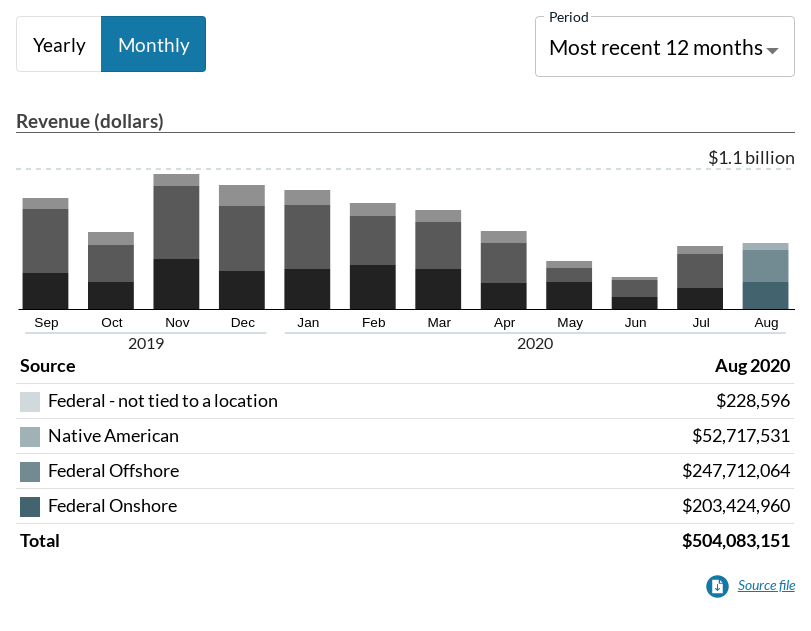 Period
Yearly Monthly Most recent 12 months
Revenue (dollars)
$1.1 billion
Sep Oct Nov Dec Jan Feb Mar Apr May Jun Jul Aug
2019 2020
Source Aug 2020
Federal - not tied to a location $228,596
Native American $52,717,531
Federal Offshore $247,712,064
Federal Onshore $203,424,960
Total $504,083,151
Source file